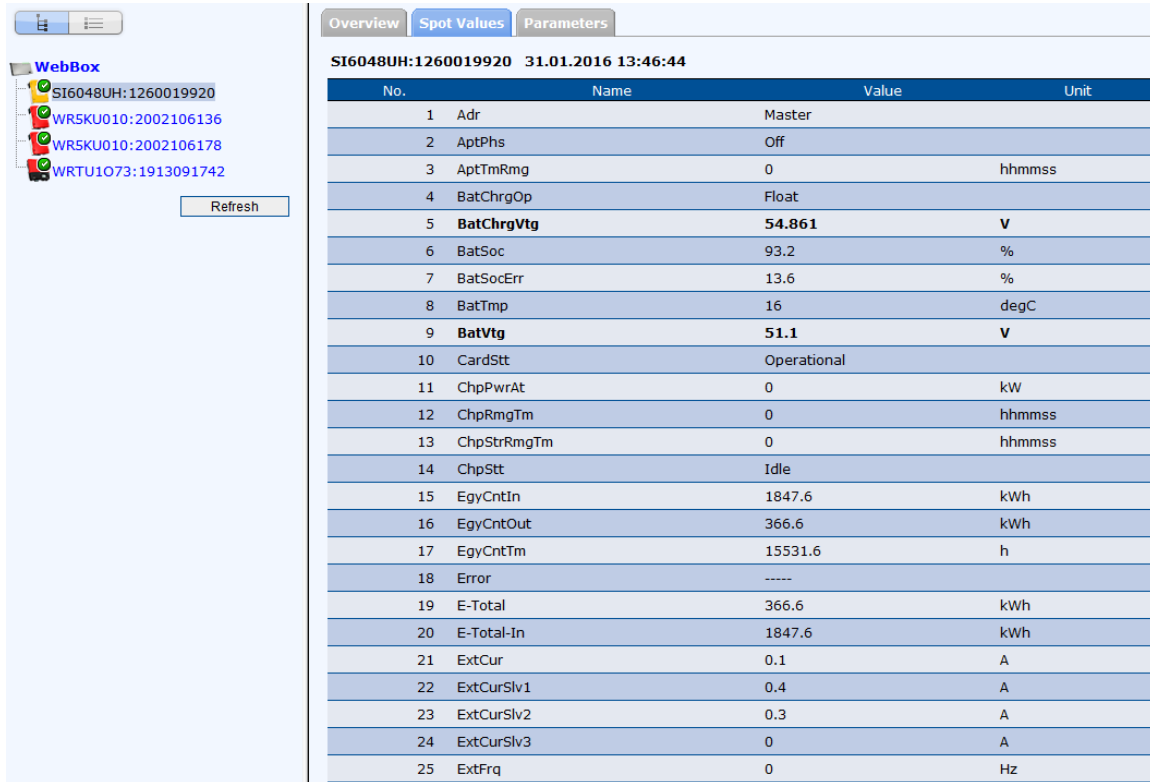 Overview Spot Values Parameters
WebBox
SI6048UH:1260019920
WR5KU010:2002106136
WR5KU010:2002106178
WRTU1O73:1913091742
Refresh
SI6048UH:1260019920 31.01.2016 13:46:44
No. Name Value Unit
1 Adr Master
2 AptPhs Off
3 AptTmRmg 0 hhmmss
4 BatChrgOp Float
5 BatChrgVtg 54.861 V
6 BatSoc 93.2 %
7 BatSocErr 13.6 %
8 BatTmp 16 degC
9 BatVtg 51.1 V
10 CardStt Operational
11 ChpPwrAt 0 kW
12 ChpRmgTm 0 hhmmss
13 ChpStrRmgTm 0 hhmmss
14 ChpStt Idle
15 EgyCntIn 1847.6 kWh
16 EgyCntOut 366.6 kWh
17 EgyCntTm 15531.6 h
18 Error -----
19 E-Total 366.6 kWh
20 E-Total-In 1847.6 kWh
21 ExtCur 0.1 A
22 ExtCurSlv1 0.4 A
23 ExtCurSlv2 0.3 A
24 ExtCurSlv3 0 A
25 ExtFrq 0 Hz